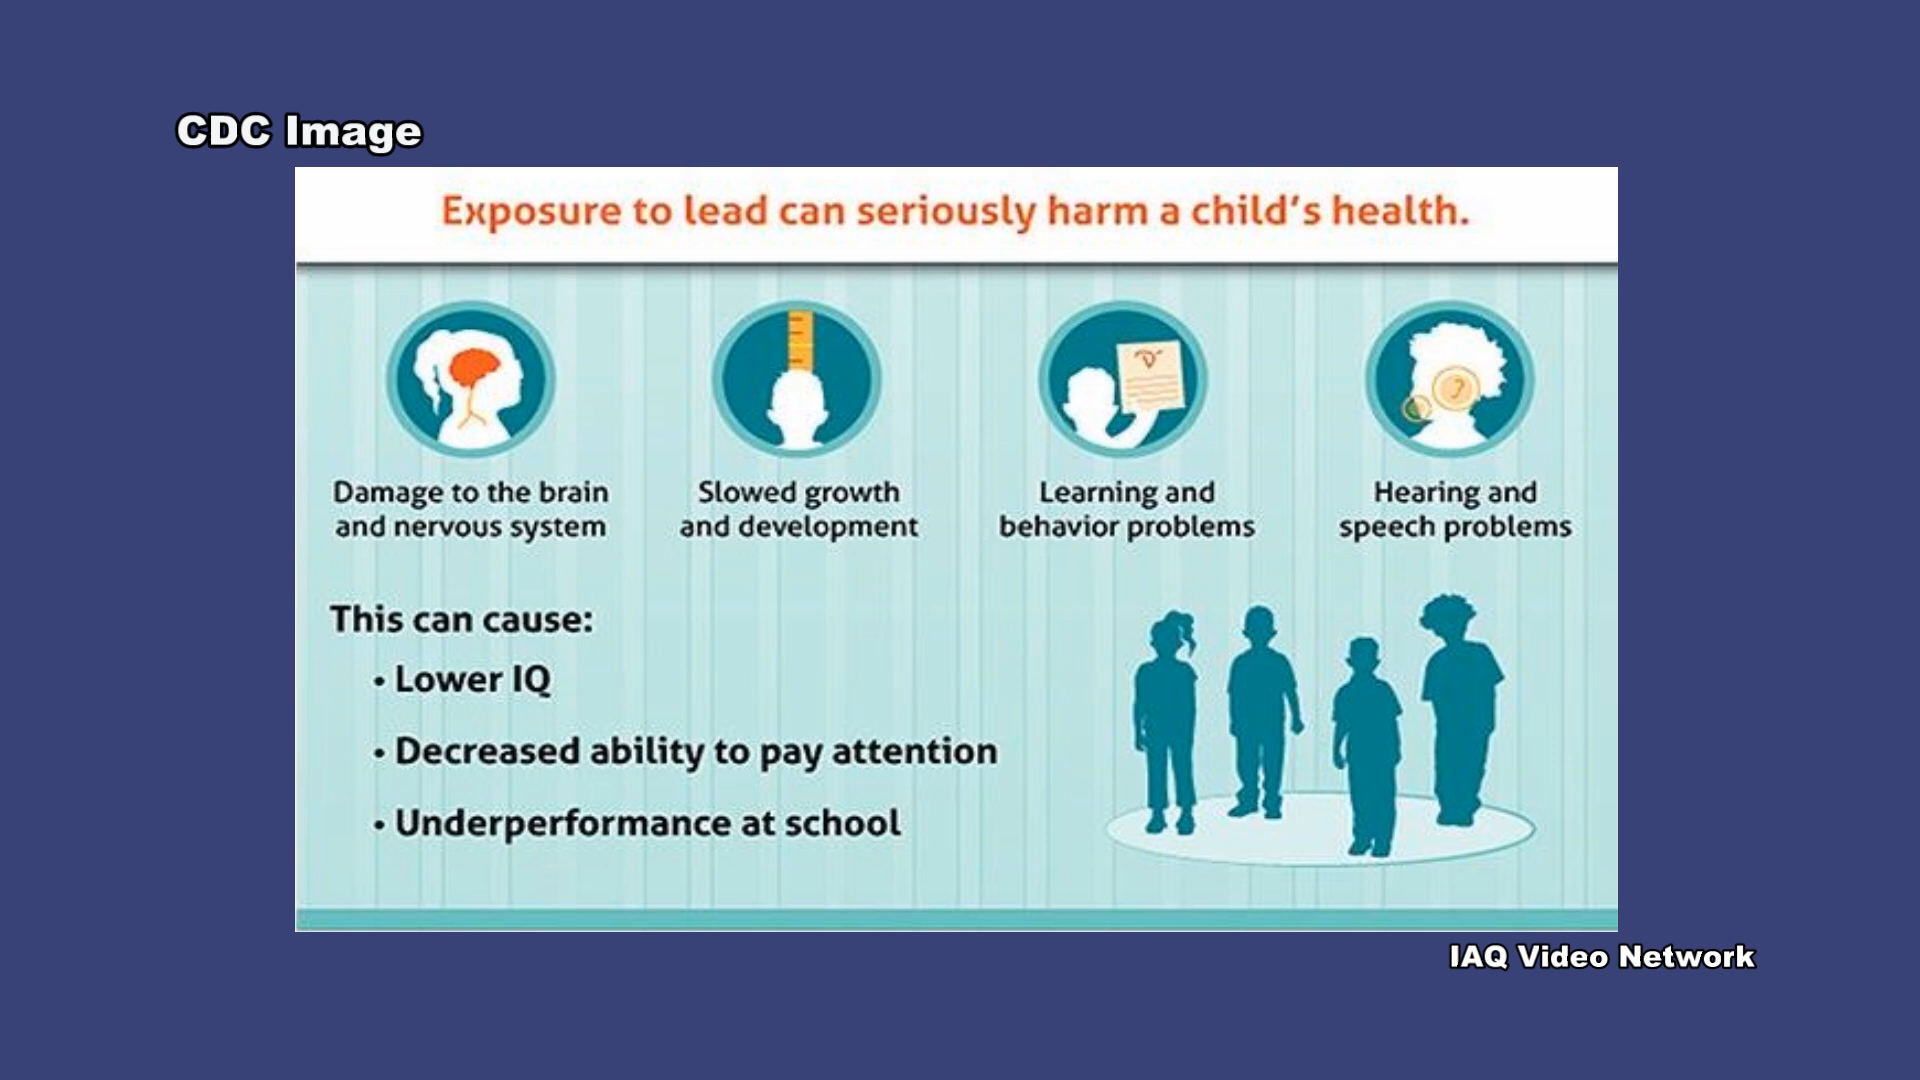 CDC Image
Exposure to lead can seriously harm a child's health.
Damage to the brain
and nervous system
Slowed growth
and development
D-
Learning and
behavior problems
Hearing and
speech problems
This can cause:
• Lower IQ
• Decreased ability to pay attention
• Underperformance at school
IAQ Video Network